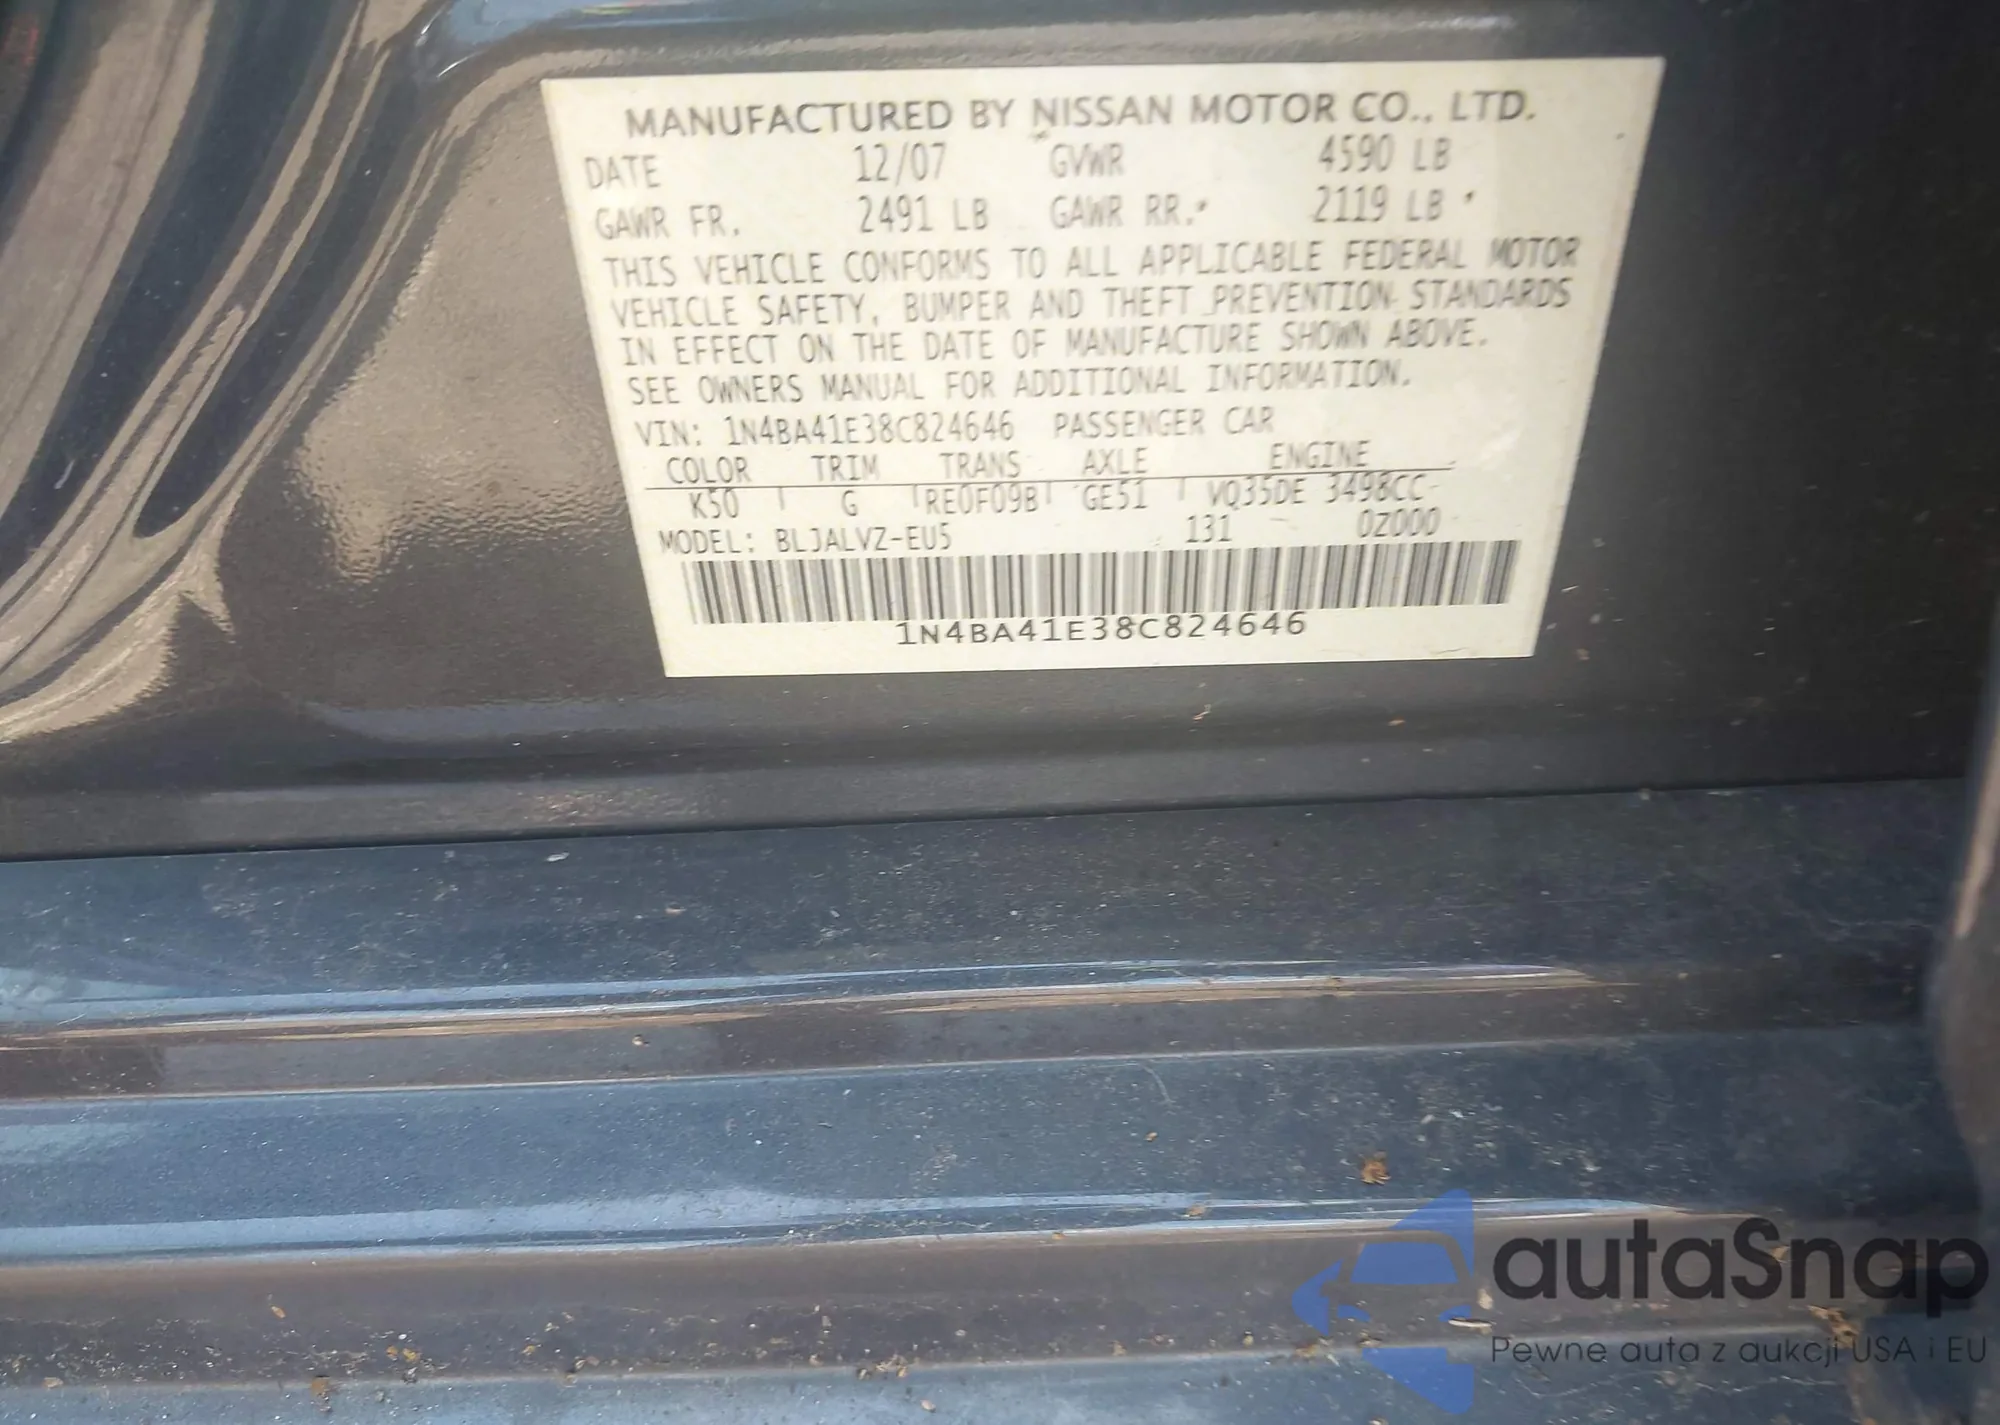 MANUFACTURED BY NISSAN MOTOR CO., LTD.
DATE 12/07 GVWR 4590 LB
GAWR FR. 2491 LB GAWR RR. 2119 LB
THIS VEHICLE CONFORMS TO ALL APPLICABLE FEDERAL MOTOR
VEHICLE SAFETY, BUMPER AND THEFT PREVENTION STANDARDS
IN EFFECT ON THE DATE OF MANUFACTURE SHOWN ABOVE.
SEE OWNERS MANUAL FOR ADDITIONAL INFORMATION.
VIN: 1N4BA41E38C824646 PASSENGER CAR
COLOR TRIM TRANS AXLE ENGINE
K50 G RE0F09B GE51 VQ35DE 3498CC
MODEL: BLJALVZ-EU5 131 0Z000
1N4BA41E38C824646
autaSnap
Pewne auta z aukcji USA i EU